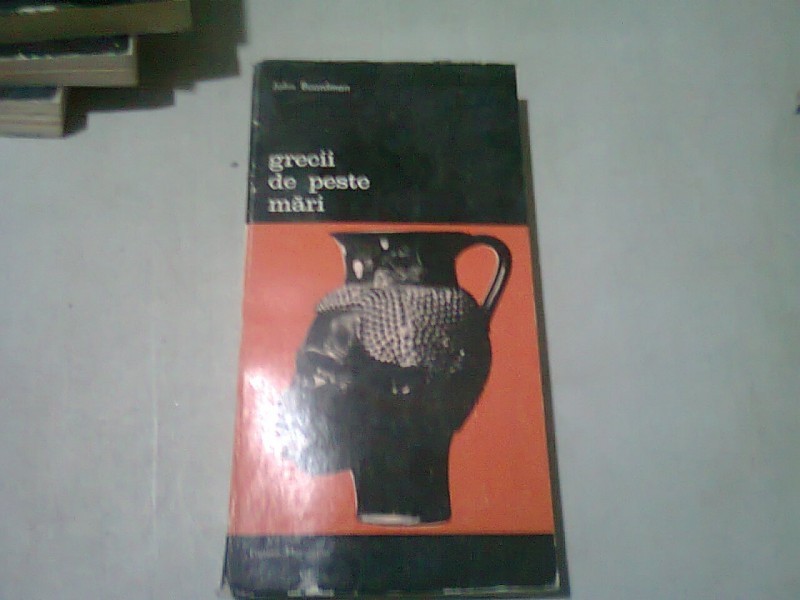 John Boardman
grecii
de peste
mări